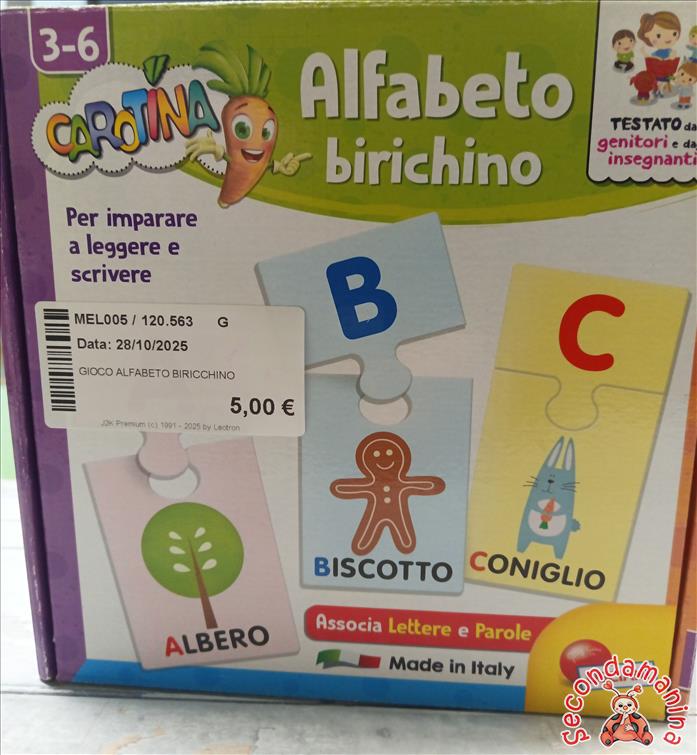 3-6
CAROTINA
Alfabeto
birichino
TESTATO da
genitori e da
insegnanti
Per imparare
a leggere e
scrivere
B
C
MEL005 / 120.563 G
Data: 28/10/2025
GIOCO ALFABETO BIRICCHINO
5,00 €
J2K Premium (c) 1991 - 2025 by Lectron
BISCOTTO
CONIGLIO
ALBERO
Associa Lettere e Parole
Made in Italy
Secondamanina